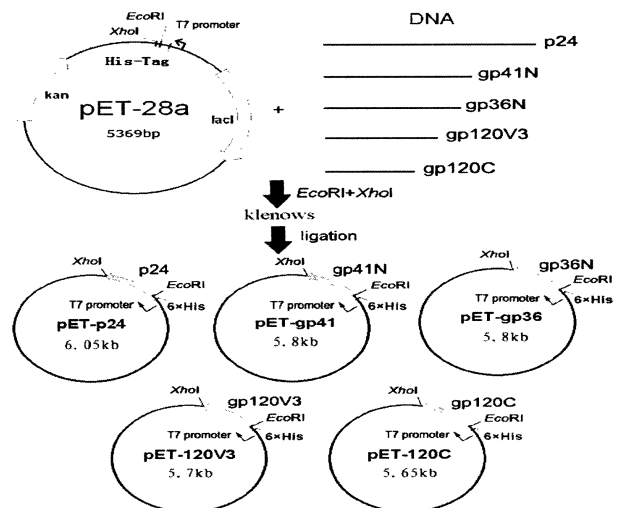 DNA
EcoRI
T7 promoter
XhoI
His-Tag
kan
pET-28a
5369bp
lacI
+
p24
gp41N
gp36N
gp120V3
gp120C
EcoRI+XhoI
klenows
ligation
XhoI
p24
EcoRI
T7 promoter
6×His
pET-p24
6. 05kb
XhoI
gp41N
EcoRI
T7 promoter
6×His
pET-gp41
5. 8kb
XhoI
gp36N
EcoRI
T7 promoter
6×His
pET-gp36
5. 8kb
XhoI
gp120V3
EcoRI
T7 promoter
6×His
pET-120V3
5. 7kb
XhoI
gp120C
EcoRI
T7 promoter
6×His
pET-120C
5. 65kb